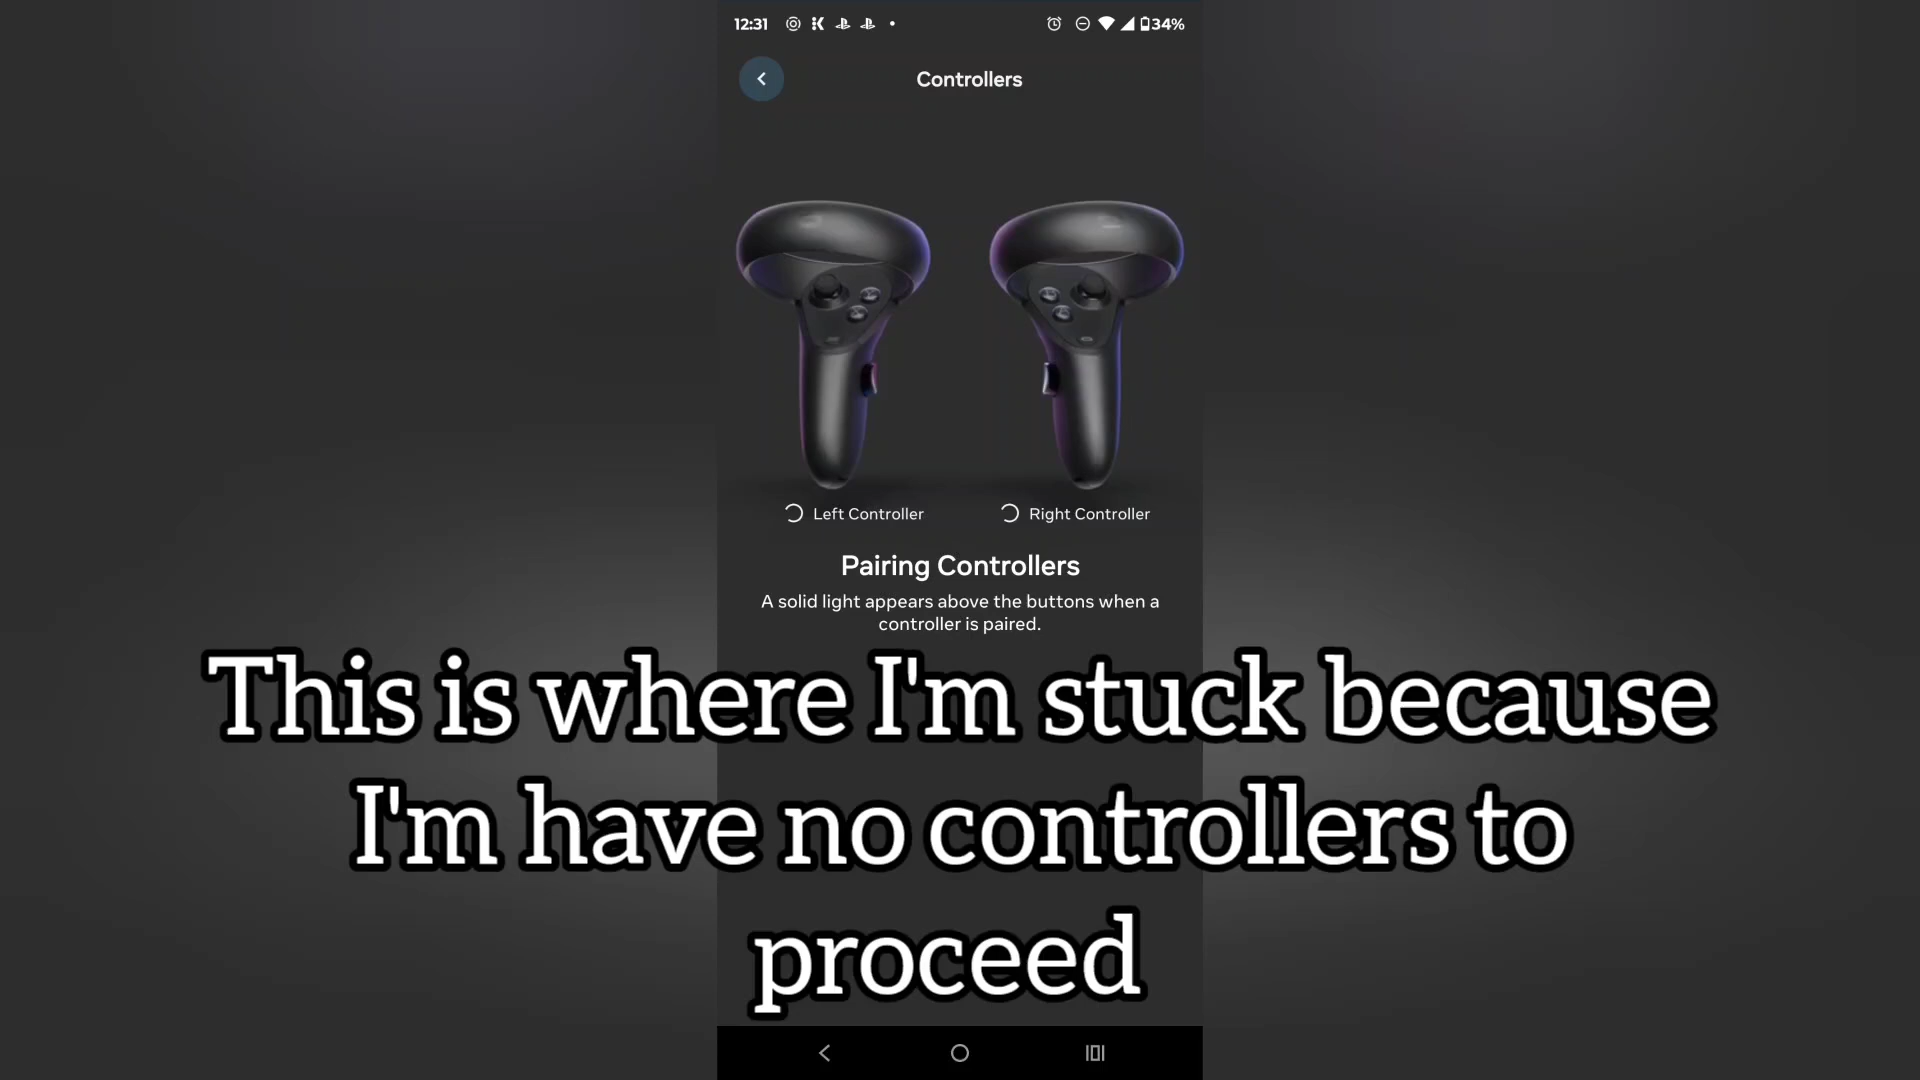 12:31
34%
Controllers
Left Controller
Right Controller
Pairing Controllers
A solid light appears above the buttons when a
controller is paired.
This is where I'm stuck because
I'm have no controllers to
proceed